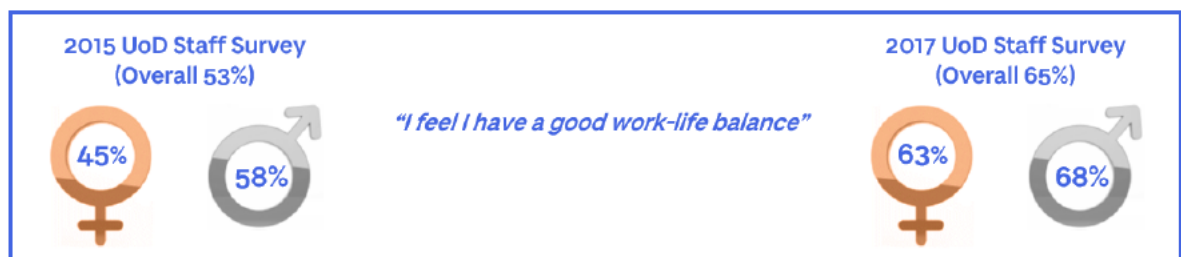 2015 UoD Staff Survey
(Overall 53%)
45%
58%
“I feel I have a good work-life balance”
2017 UoD Staff Survey
(Overall 65%)
63%
68%